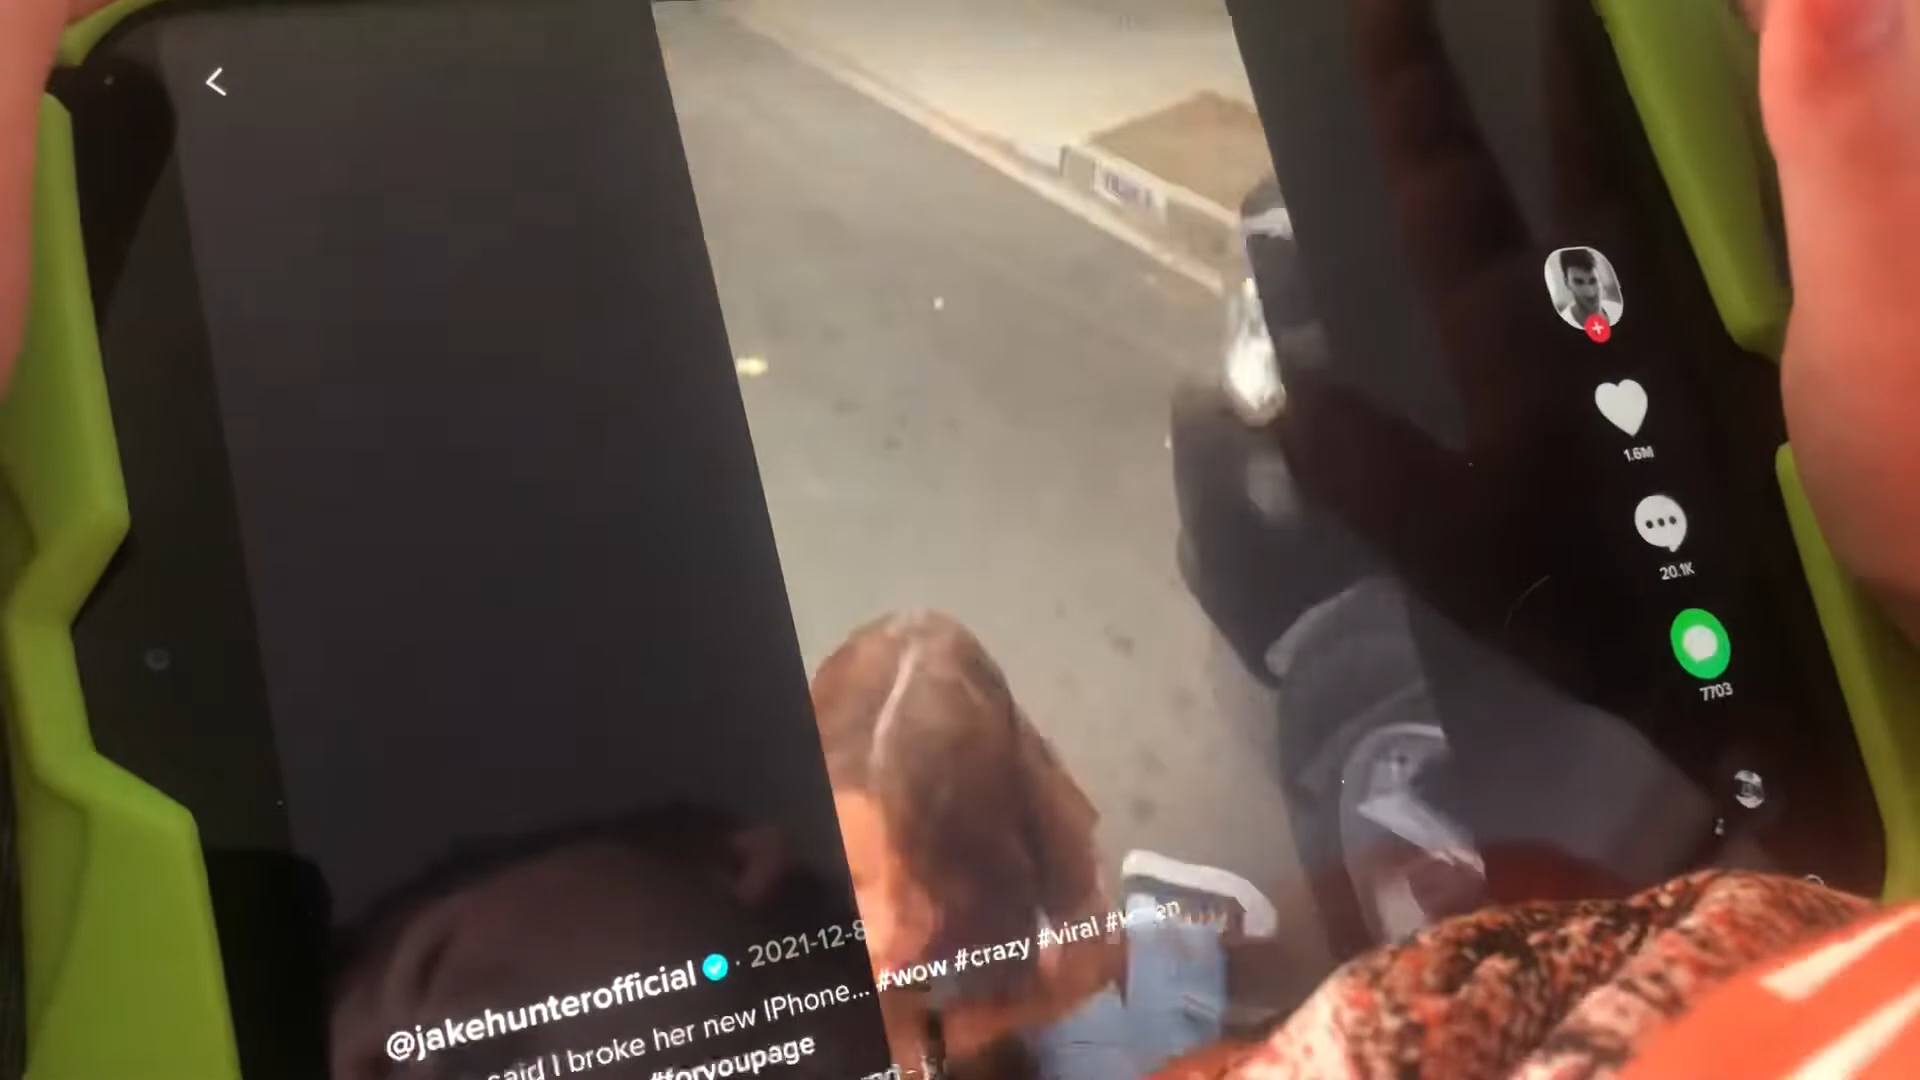 1.6M
20.1K
7703
@jakehunterofficial · 2021-12-8
said I broke her new IPhone... #wow #crazy #viral
#foryoupage